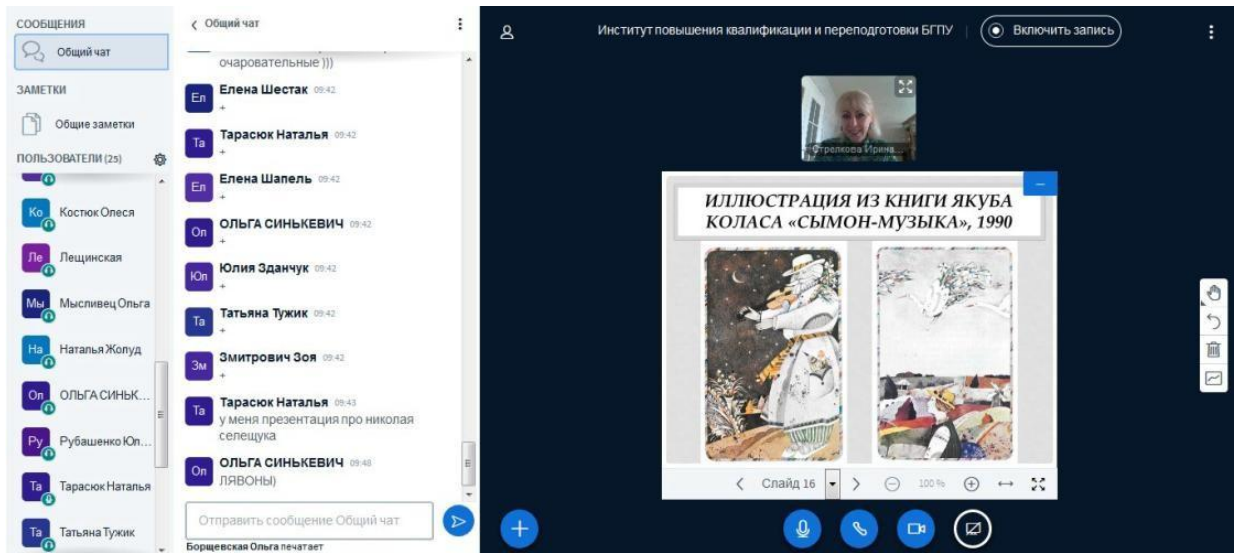 СООБЩЕНИЯ
Общий чат
ЗАМЕТКИ
Общие заметки
ПОЛЬЗОВАТЕЛИ (25)
Ко
Костюк Олеся
Ле
Лещинская
Мы
Мысливец Ольга
На
Наталья Жолуд
Ол
ОЛЬГА СИНЬК...
Ру
Рубашенко Юл...
Та
Тарасюк Наталья
Та
Татьяна Тужик
Общий чат
очаровательные )))
Ел
Елена Шестак 09:42
+
Та
Тарасюк Наталья 09:42
+
Ел
Елена Шапель 09:42
+
Ол
ОЛЬГА СИНЬКЕВИЧ 09:42
+
Юл
Юлия Зданчук 09:42
+
Та
Татьяна Тужик 09:42
+
Зм
Змитрович Зоя 09:42
+
Та
Тарасюк Наталья 09:43
у меня презентация про николая
селещука
Ол
ОЛЬГА СИНЬКЕВИЧ 09:48
ЛЯВОНЫ)
Отправить сообщение Общий чат
Борщевская Ольга печатает
Институт повышения квалификации и переподготовки БГПУ
Включить запись
Стрелкова Ирина...
ИЛЛЮСТРАЦИЯ ИЗ КНИГИ ЯКУБА
КОЛАСА «СЫМОН-МУЗЫКА», 1990
Слайд 16
100 %